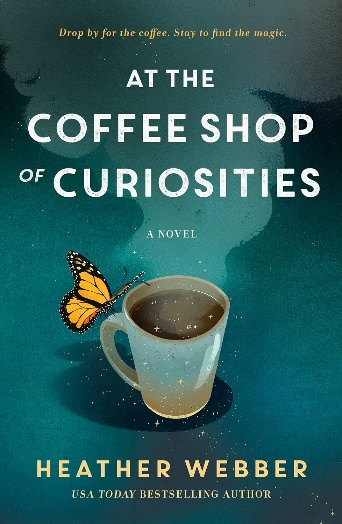 Drop by for the coffee. Stay to find the magic.
AT THE
COFFEE SHOP
OF CURIOSITIES
A NOVEL
HEATHER WEBBER
USA TODAY BESTSELLING AUTHOR